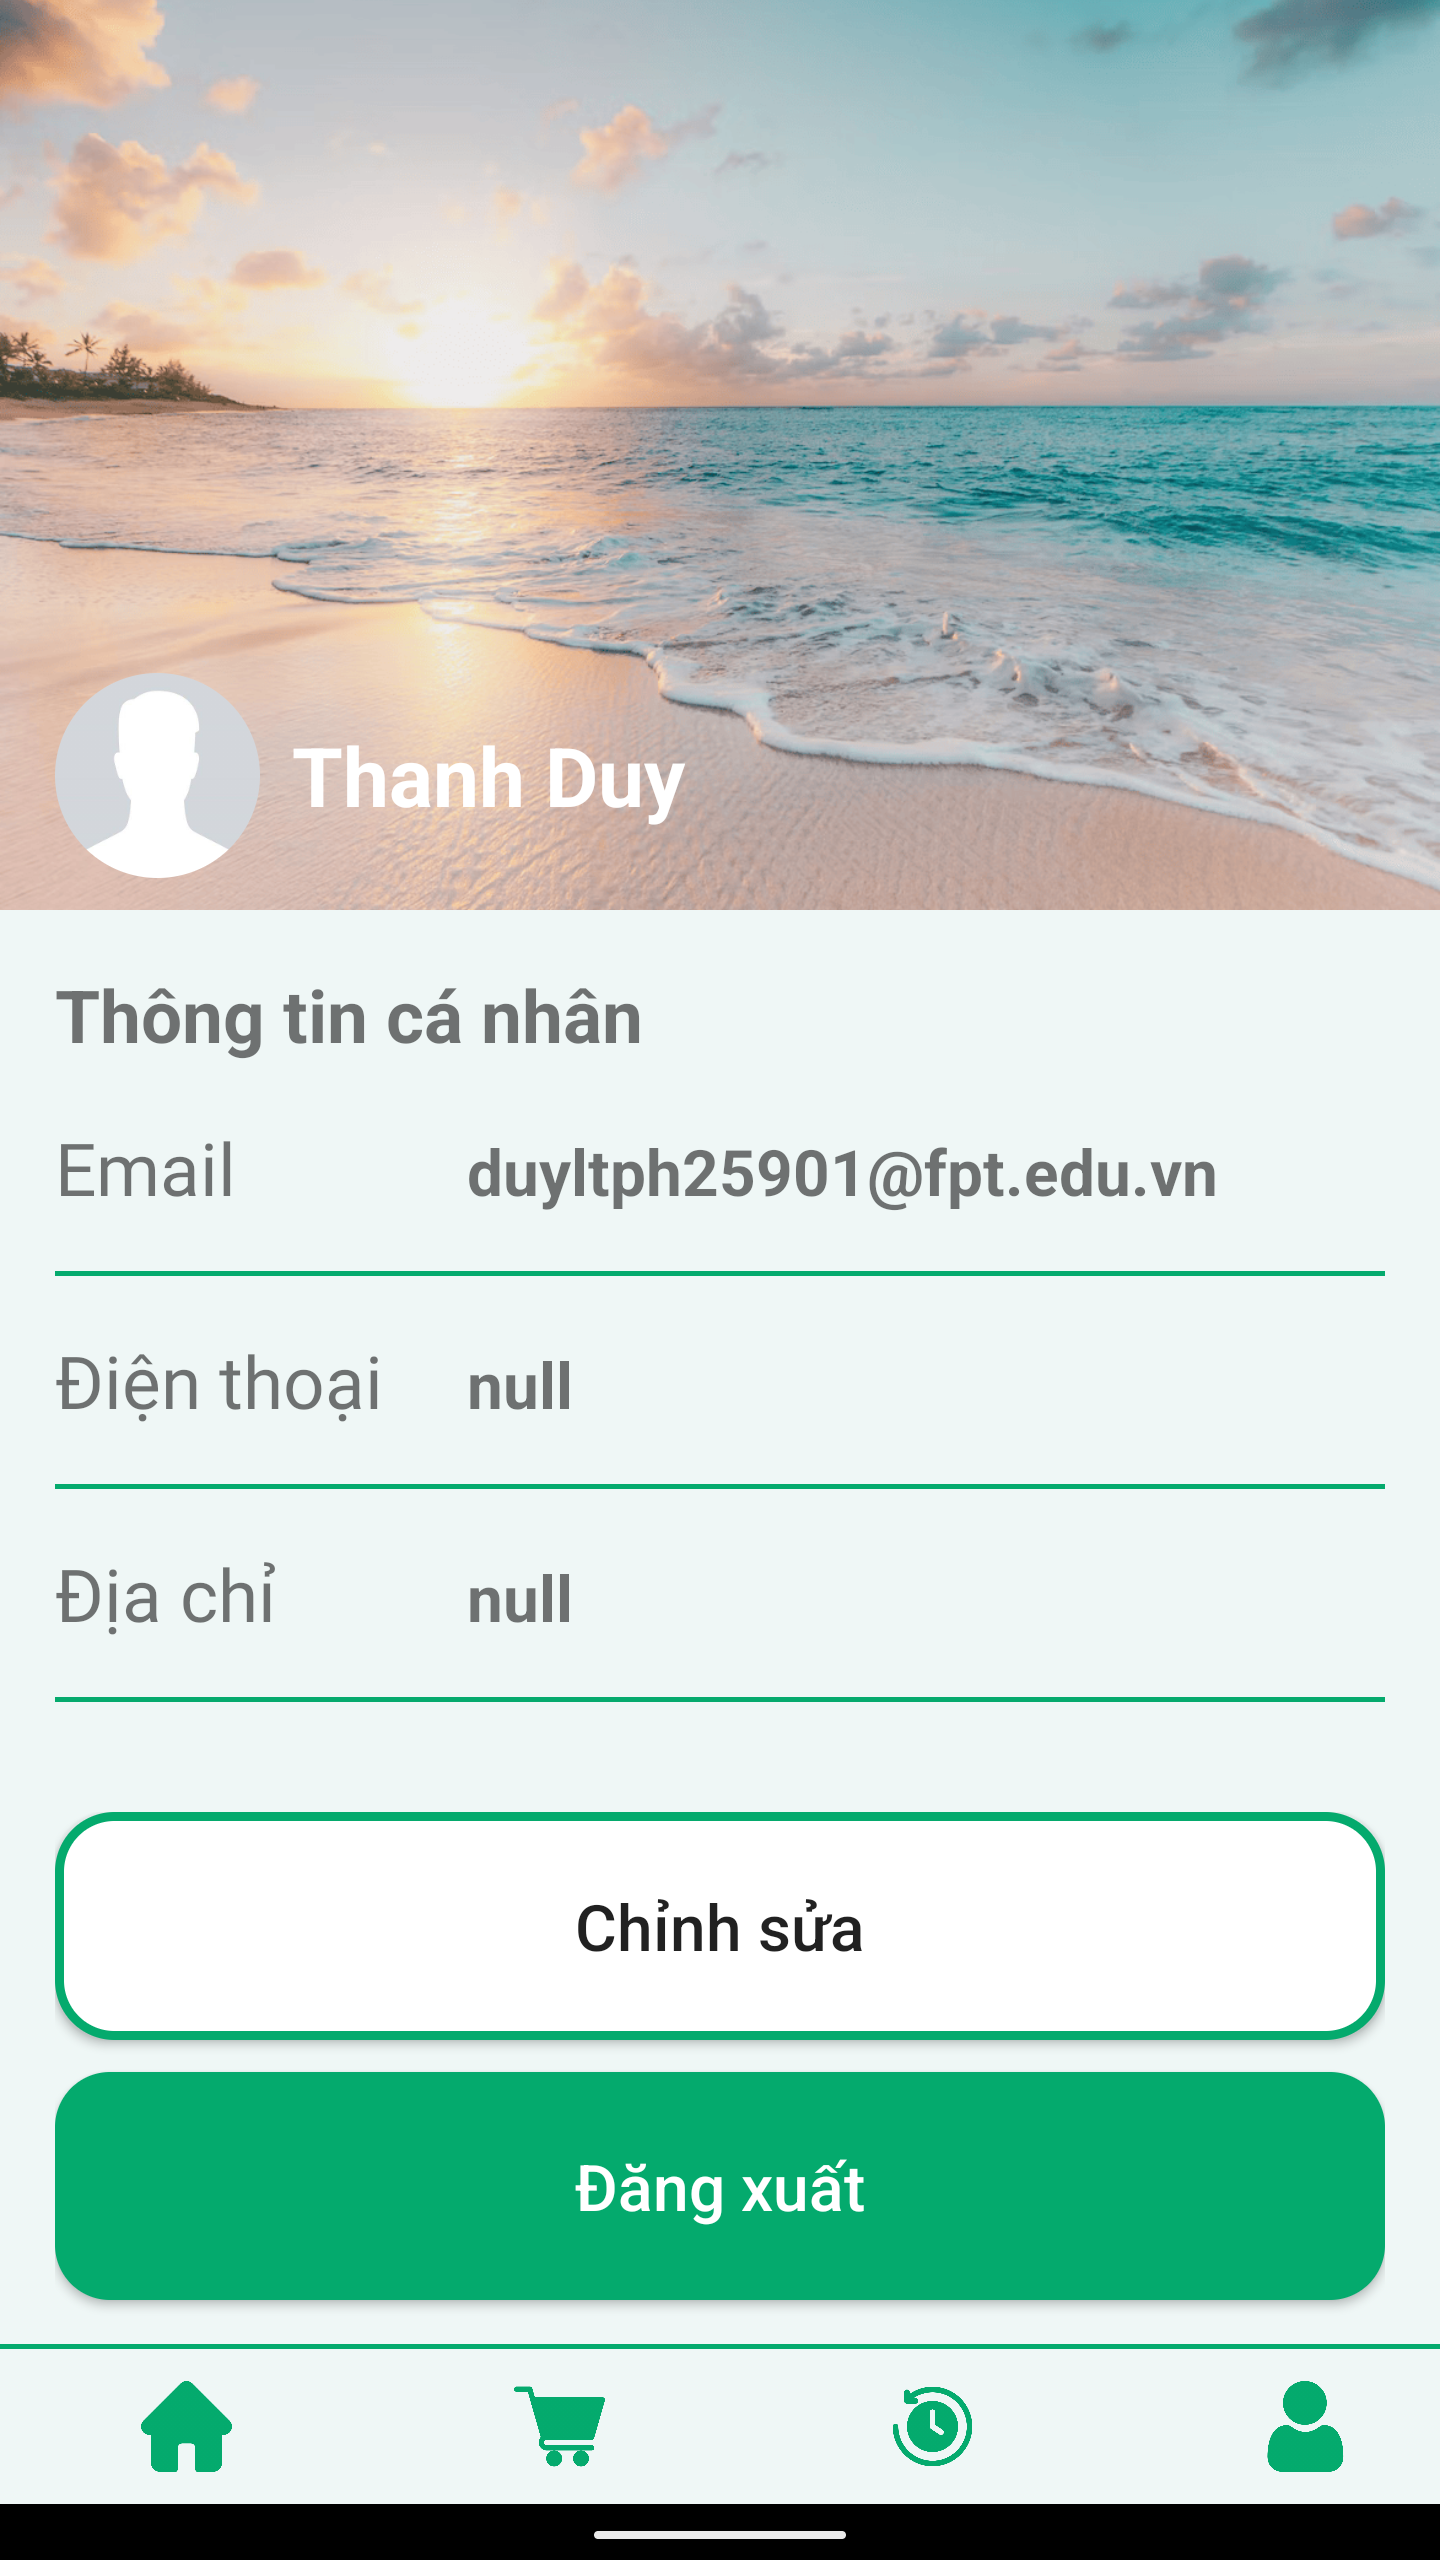 Thanh Duy
Thông tin cá nhân
Email duyltph25901@fpt.edu.vn
Điện thoại null
Địa chỉ null
Chỉnh sửa
Đăng xuất